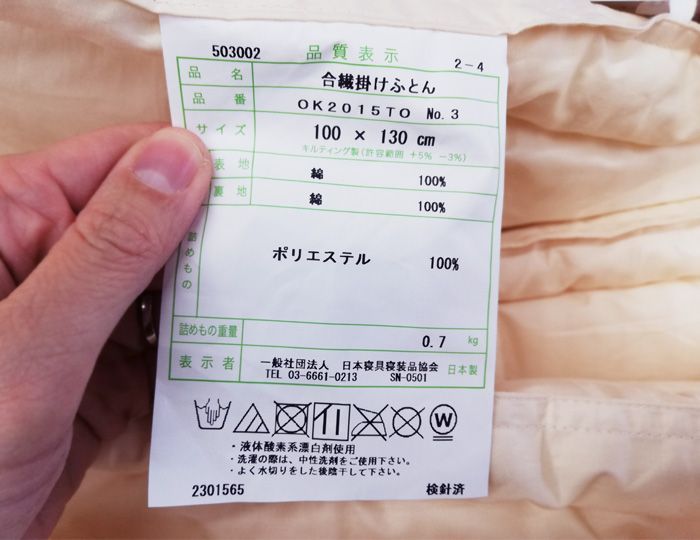 503002 品質表示 2-4
品名 合繊掛けふとん
品番 OK2015TO No.3
サイズ 100 × 130 cm
キルティング製(許容範囲 +5% -3%)
表地 綿 100%
裏地 綿 100%
詰めもの ポリエステル 100%
詰めもの重量 0.7 kg
表示者 一般社団法人 日本寝具寝装品協会 日本製
TEL 03-6661-0213 SN-0501
W
・液体酸素系漂白剤使用
・洗濯の際は、中性洗剤をご使用下さい。
・よく水切りをした後陰干して下さい。
2301565 検針済